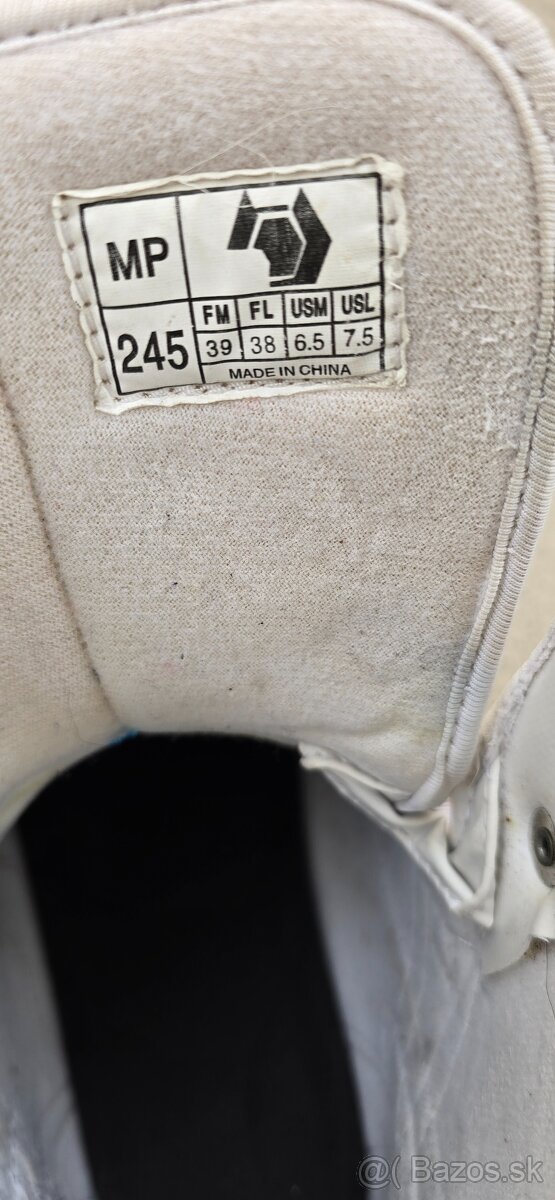 MP
FM FL USM USL
245 39 38 6.5 7.5
MADE IN CHINA
@( Bazos.sk